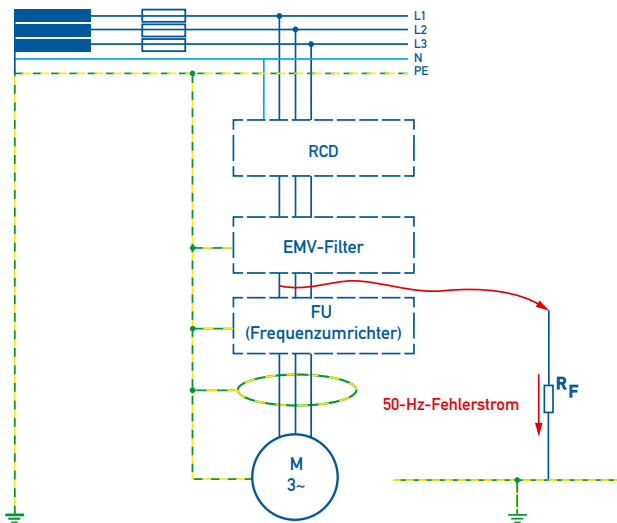 L1
L2
L3
N
PE
RCD
EMV-Filter
FU
(Frequenzumrichter)
50-Hz-Fehlerstrom
RF
M
3~